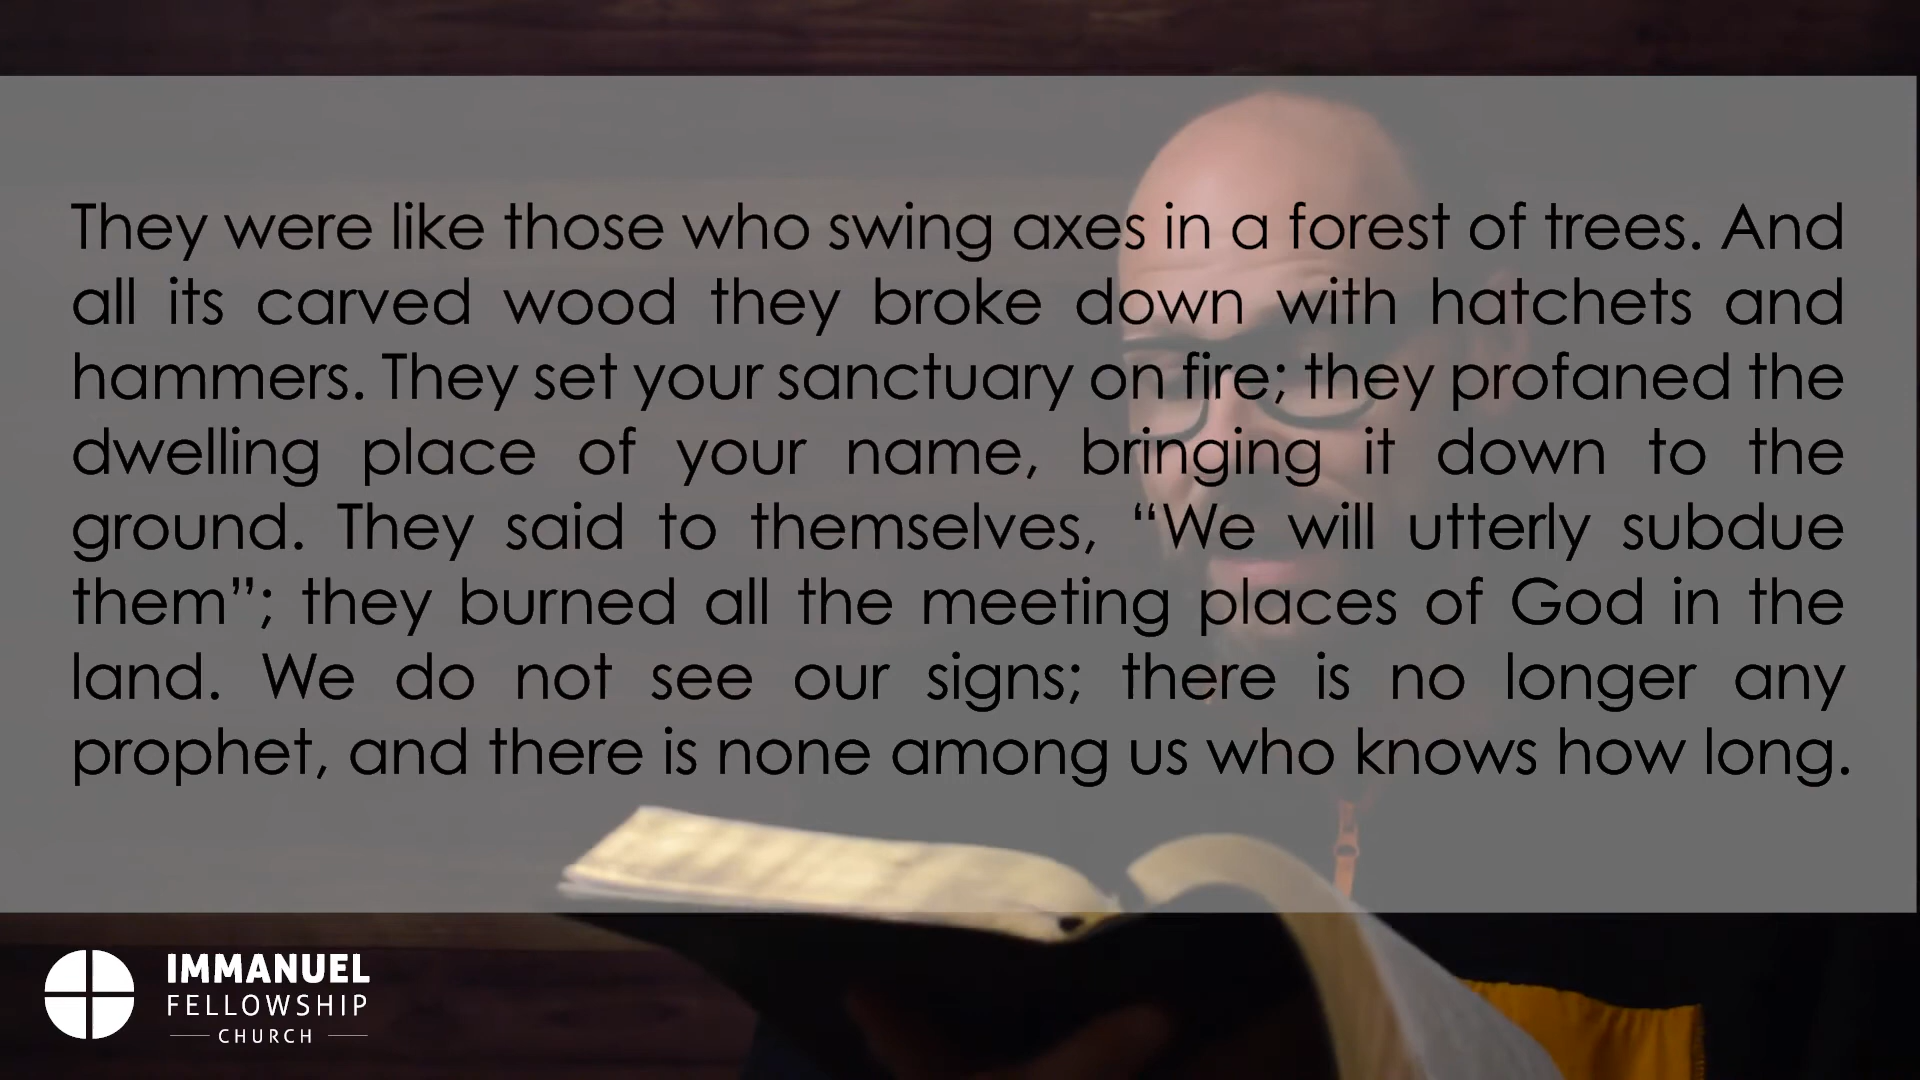 They were like those who swing axes in a forest of trees. And
all its carved wood they broke down with hatchets and
hammers. They set your sanctuary on fire; they profaned the
dwelling place of your name, bringing it down to the
ground. They said to themselves, “We will utterly subdue
them”; they burned all the meeting places of God in the
land. We do not see our signs; there is no longer any
prophet, and there is none among us who knows how long.
IMMANUEL
FELLOWSHIP
CHURCH